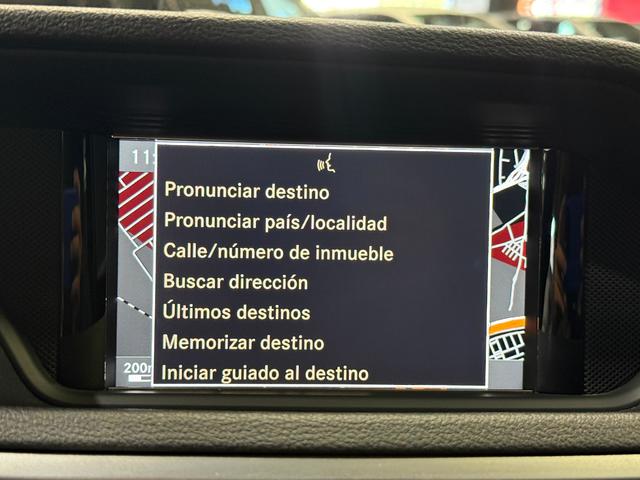 11:
Pronunciar destino
Pronunciar país/localidad
Calle/número de inmueble
Buscar dirección
Últimos destinos
Memorizar destino
Iniciar guiado al destino
200m